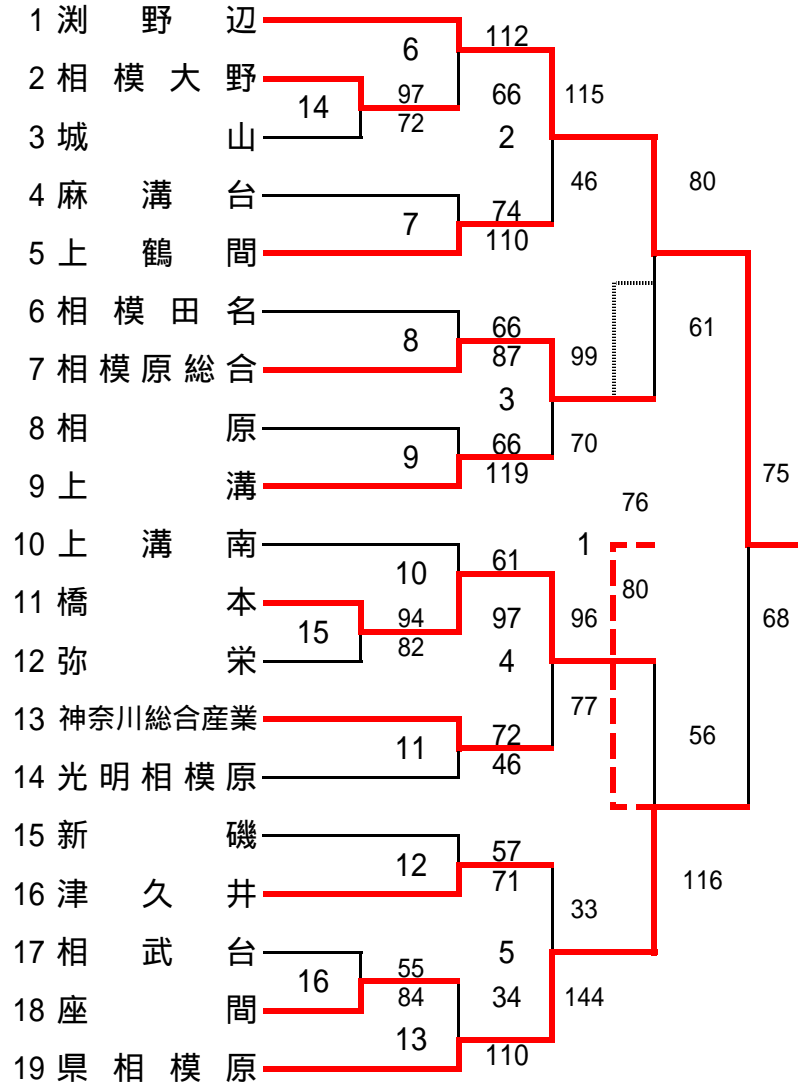 1 渕野辺
6 112
2 相模大野
97 66 115
14
72 2
3 城山
46 80
4 麻溝台
7 74
110
5 上鶴間
6 相模田名
8 66 61
87 99
7 相模原総合
3
8 相原
9 66 70
119
9 上溝
75
76
10 上溝南
1
10 61
80
11 橋本
94 97 96 68
15
82 4
12 弥栄
77
13 神奈川総合産業
11 72 56
46
14 光明相模原
15 新磯
12 57
71 116
16 津久井
33
17 相武台
5
16 55
84 34 144
18 座間
13
110
19 県相模原